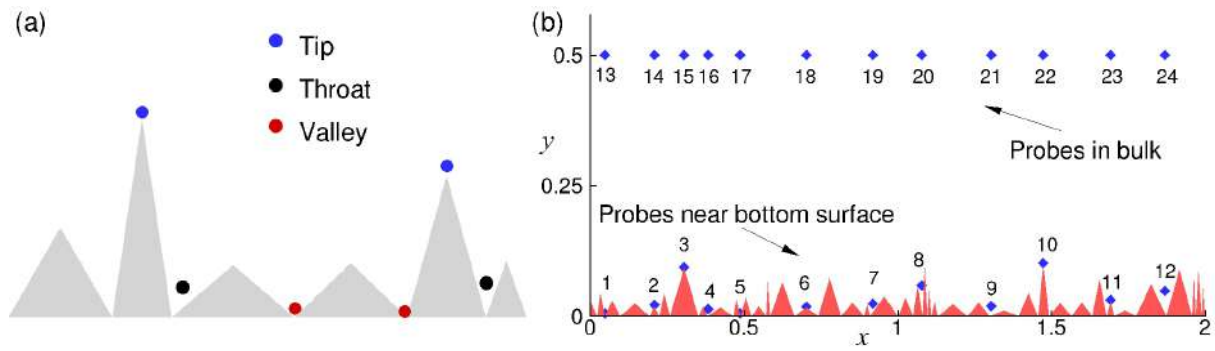 (a)
Tip
Throat
Valley
(b)
0.5
13 14 15 16 17 18 19 20 21 22 23 24
Probes in bulk
y
0.25
Probes near bottom surface
3
10
8
12
1 2 4 5 6 7 9 11
0
0 0.5 1 1.5 2
x